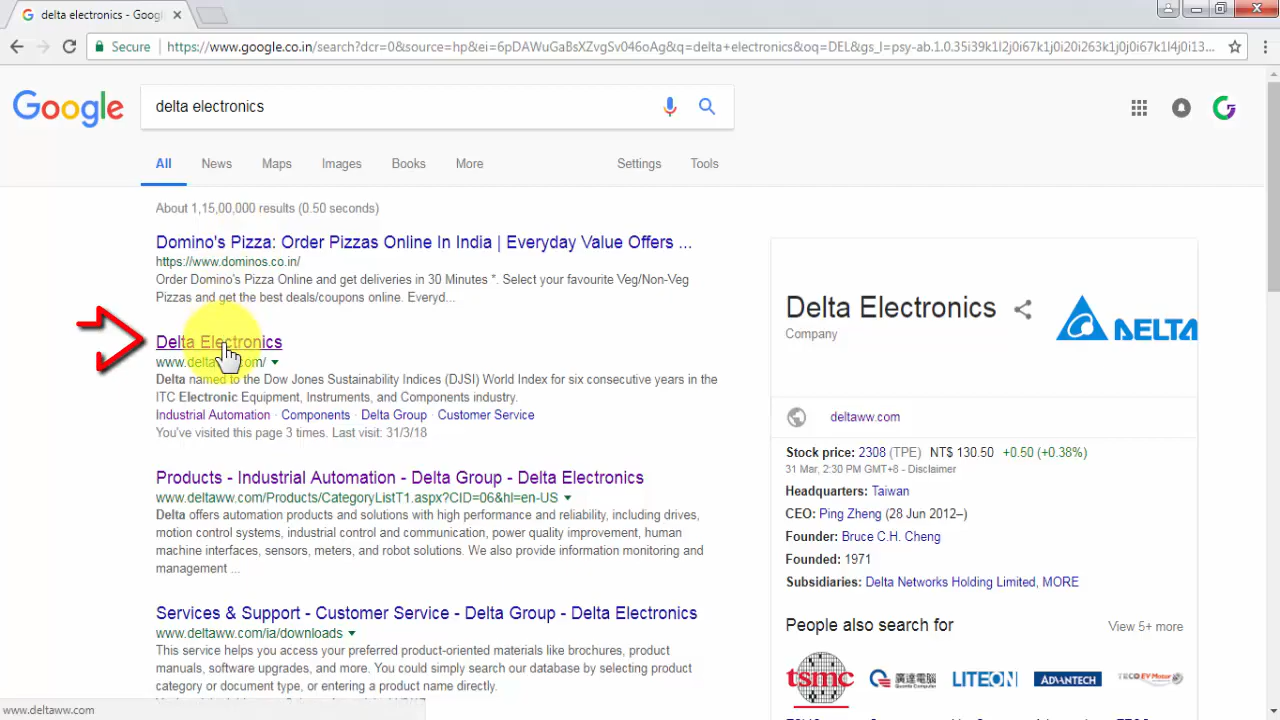 delta electronics - Goog
Secure https://www.google.co.in/search?dcr=0&source=hp&ei=6pDAWuGaBsXZvgSv046oAg&q=delta+electronics&oq=DEL&gs_l=psy-ab.1.0.35i39k1l2j0i67k1j0i20i263k1j0j0i67k1l4j0i13...
Google
delta electronics
All News Maps Images Books More Settings Tools
About 1,15,00,000 results (0.50 seconds)
Domino's Pizza: Order Pizzas Online In India | Everyday Value Offers ...
https://www.dominos.co.in/
Order Domino's Pizza Online and get deliveries in 30 Minutes *. Select your favourite Veg/Non-Veg
Pizzas and get the best deals/coupons online. Everyd...
Delta Electronics
www.deltaww.com/
Delta named to the Dow Jones Sustainability Indices (DJSI) World Index for six consecutive years in the
ITC Electronic Equipment, Instruments, and Components industry.
Industrial Automation · Components · Delta Group · Customer Service
You've visited this page 3 times. Last visit: 31/3/18
Products - Industrial Automation - Delta Group - Delta Electronics
www.deltaww.com/Products/CategoryListT1.aspx?CID=06&hl=en-US
Delta offers automation products and solutions with high performance and reliability, including drives,
motion control systems, industrial control and communication, power quality improvement, human
machine interfaces, sensors, meters, and robot solutions. We also provide information monitoring and
management ...
Services & Support - Customer Service - Delta Group - Delta Electronics
www.deltaww.com/ia/downloads
This service helps you access your preferred product-oriented materials like brochures, product
manuals, software upgrades, and more. You could simply search our database by selecting product
category or document type, or entering a product name directly.
www.deltaww.com
Delta Electronics
Company
DELTA
deltaww.com
Stock price: 2308 (TPE) NT$ 130.50 +0.50 (+0.38%)
31 Mar, 2:30 PM GMT+8 - Disclaimer
Headquarters: Taiwan
CEO: Ping Zheng (28 Jun 2012–)
Founder: Bruce C.H. Cheng
Founded: 1971
Subsidiaries: Delta Networks Holding Limited, MORE
People also search for View 5+ more
tsmc 廣達電腦 Quanta Computer LITEON ADVANTECH TECO EV Motor